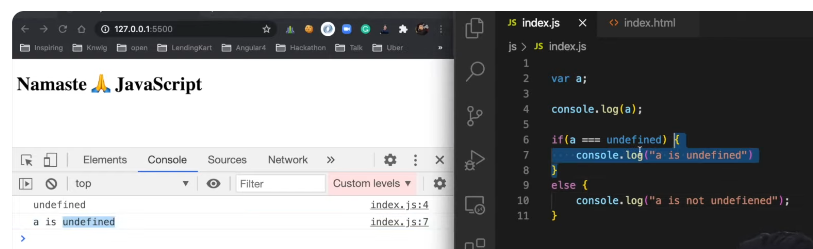 127.0.0.1:5500
Inspiring Knwlg open LendingKart Angular4 Hackathon Talk Uber »
Namaste 🙏 JavaScript
Elements Console Sources Network »
top Filter Custom levels ▼
undefined index.js:4
a is undefined index.js:7
>
JS index.js × <> index.html
js > JS index.js
1
2 var a;
3
4 console.log(a);
5
6 if(a === undefined) {
7 console.log("a is undefined")
8 }
9 else {
10 console.log("a is not undefiened");
11 }